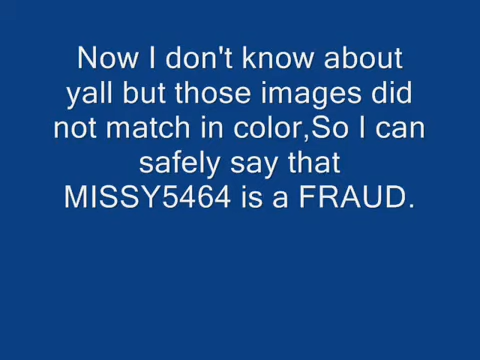 Now I don't know about
yall but those images did
not match in color,So I can
safely say that
MISSY5464 is a FRAUD.